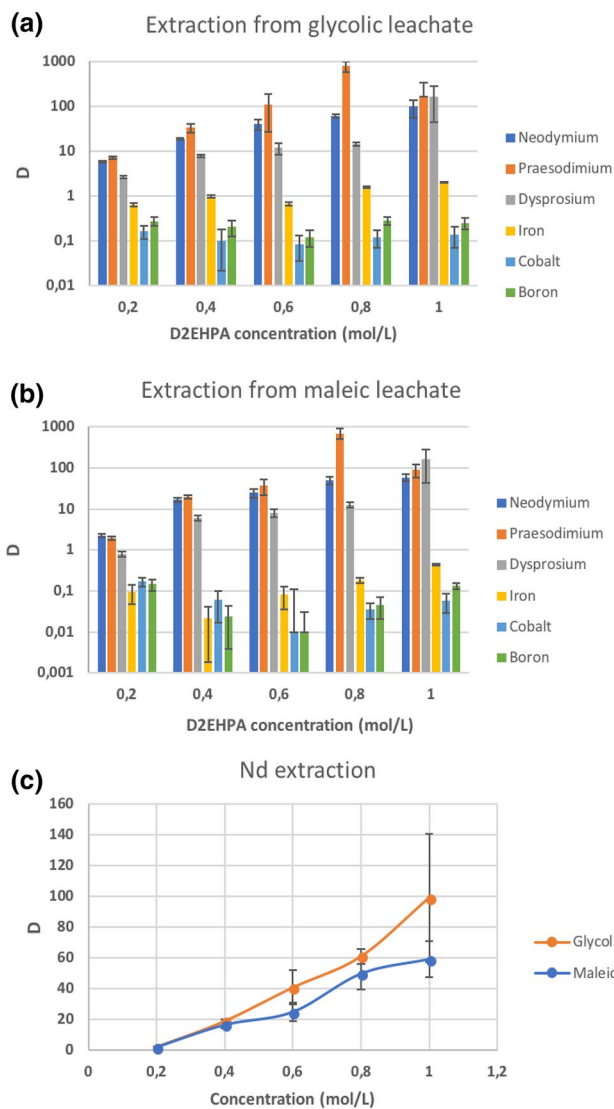 (a)
Extraction from glycolic leachate
1000
100
10
1
0,1
0,01
D
0,2 0,4 0,6 0,8 1
D2EHPA concentration (mol/L)
Neodymium
Praesodimium
Dysprosium
Iron
Cobalt
Boron
(b)
Extraction from maleic leachate
1000
100
10
1
0,1
0,01
0,001
D
0,2 0,4 0,6 0,8 1
D2EHPA concentration (mol/L)
Neodymium
Praesodimium
Dysprosium
Iron
Cobalt
Boron
(c)
Nd extraction
160
140
120
100
80
60
40
20
0
D
0 0,2 0,4 0,6 0,8 1 1,2
Concentration (mol/L)
Glycol
Maleic